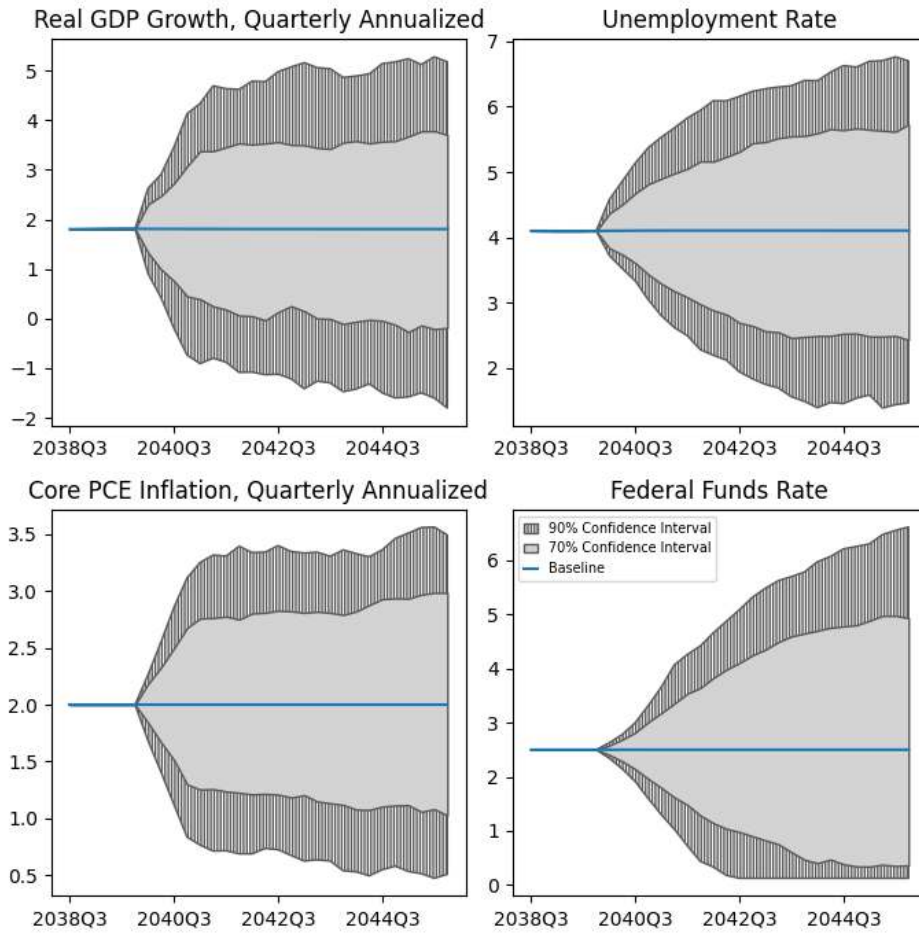 Real GDP Growth, Quarterly Annualized
5
4
3
2
1
0
−1
−2
2038Q3 2040Q3 2042Q3 2044Q3
Unemployment Rate
7
6
5
4
3
2
2038Q3 2040Q3 2042Q3 2044Q3
Core PCE Inflation, Quarterly Annualized
3.5
3.0
2.5
2.0
1.5
1.0
0.5
2038Q3 2040Q3 2042Q3 2044Q3
Federal Funds Rate
90% Confidence Interval
70% Confidence Interval
Baseline
6
5
4
3
2
1
0
2038Q3 2040Q3 2042Q3 2044Q3